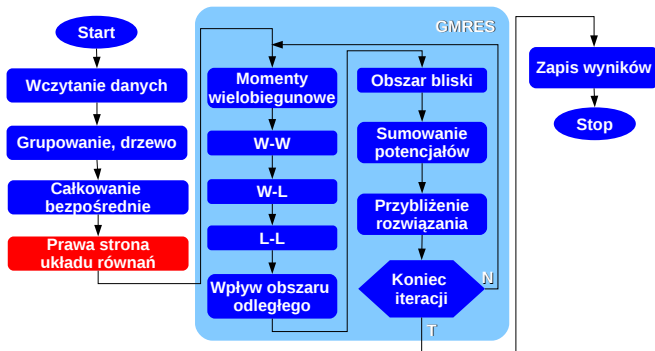 Start
Wczytanie danych
Grupowanie, drzewo
Całkowanie
bezpośrednie
Prawa strona
układu równań
GMRES
Momenty
wielobiegunowe
W-W
W-L
L-L
Wpływ obszaru
odległego
Obszar bliski
Sumowanie
potencjałów
Przybliżenie
rozwiązania
Koniec
iteracji
N
T
Zapis wyników
Stop